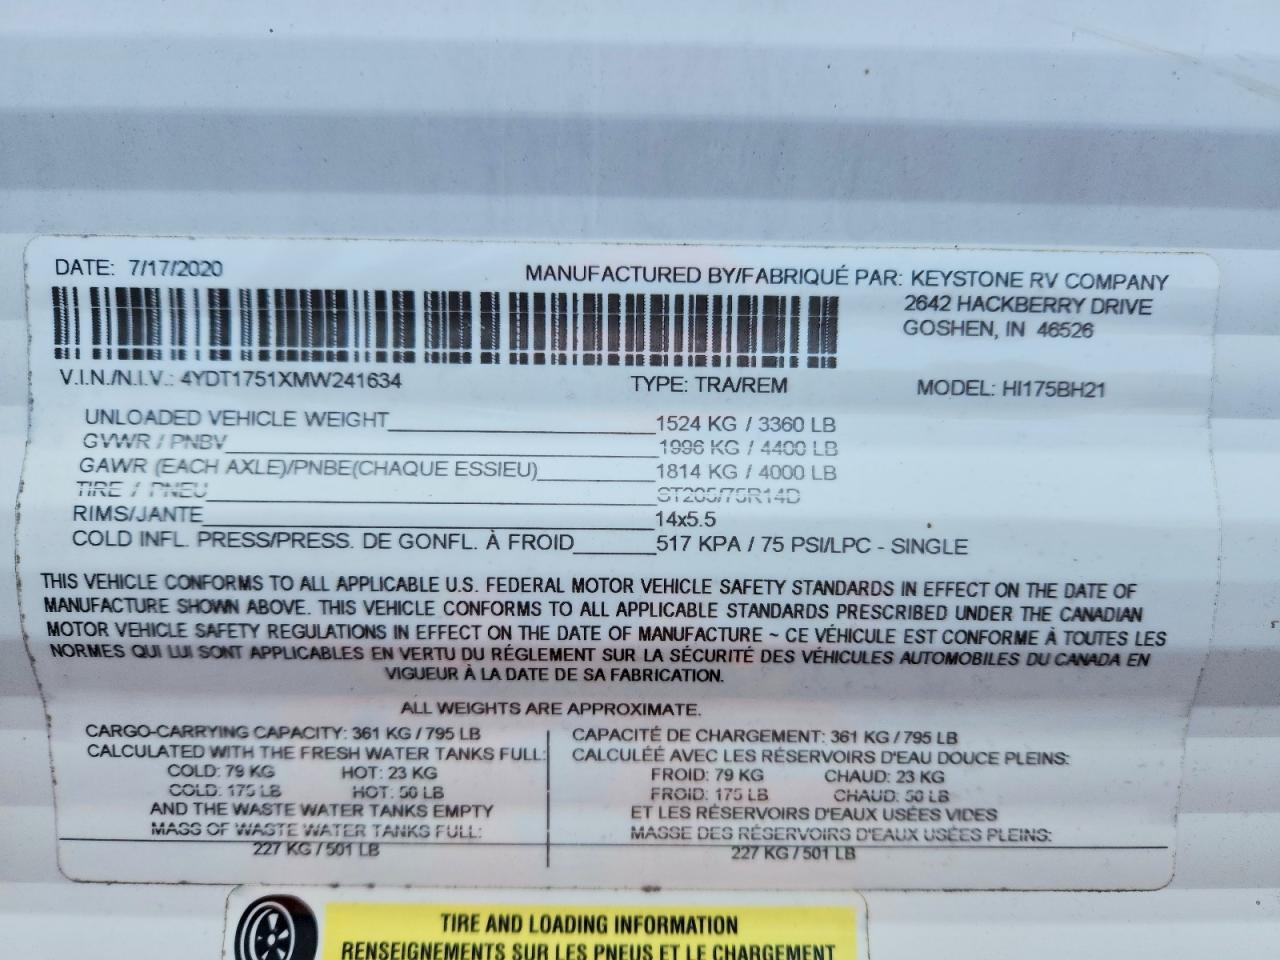 DATE: 7/17/2020
MANUFACTURED BY/FABRIQUÉ PAR: KEYSTONE RV COMPANY
2642 HACKBERRY DRIVE
GOSHEN, IN 46526
V.I.N./N.I.V.: 4YDT1751XMW241634 TYPE: TRA/REM MODEL: HI175BH21
UNLOADED VEHICLE WEIGHT 1524 KG / 3360 LB
GVWR / PNBV 1996 KG / 4400 LB
GAWR (EACH AXLE)/PNBE(CHAQUE ESSIEU) 1814 KG / 4000 LB
TIRE / PNEU ST205/75R14D
RIMS/JANTE 14x5.5
COLD INFL. PRESS/PRESS. DE GONFL. À FROID 517 KPA / 75 PSI/LPC - SINGLE
THIS VEHICLE CONFORMS TO ALL APPLICABLE U.S. FEDERAL MOTOR VEHICLE SAFETY STANDARDS IN EFFECT ON THE DATE OF
MANUFACTURE SHOWN ABOVE. THIS VEHICLE CONFORMS TO ALL APPLICABLE STANDARDS PRESCRIBED UNDER THE CANADIAN
MOTOR VEHICLE SAFETY REGULATIONS IN EFFECT ON THE DATE OF MANUFACTURE ~ CE VÉHICULE EST CONFORME À TOUTES LES
NORMES QUI LUI SONT APPLICABLES EN VERTU DU RÉGLEMENT SUR LA SÉCURITÉ DES VÉHICULES AUTOMOBILES DU CANADA EN
VIGUEUR À LA DATE DE SA FABRICATION.
ALL WEIGHTS ARE APPROXIMATE.
CARGO-CARRYING CAPACITY: 361 KG / 795 LB
CALCULATED WITH THE FRESH WATER TANKS FULL:
COLD: 79 KG HOT: 23 KG
COLD: 175 LB HOT: 50 LB
AND THE WASTE WATER TANKS EMPTY
MASS OF WASTE WATER TANKS FULL:
227 KG / 501 LB
CAPACITÉ DE CHARGEMENT: 361 KG / 795 LB
CALCULÉÉ AVEC LES RÉSERVOIRS D'EAU DOUCE PLEINS:
FROID: 79 KG CHAUD: 23 KG
FROID: 175 LB CHAUD: 50 LB
ET LES RÉSERVOIRS D'EAUX USÉES VIDES
MASSE DES RÉSERVOIRS D'EAUX USÉES PLEINS:
227 KG / 501 LB
TIRE AND LOADING INFORMATION
RENSEIGNEMENTS SUR LES PNEUS ET LE CHARGEMENT